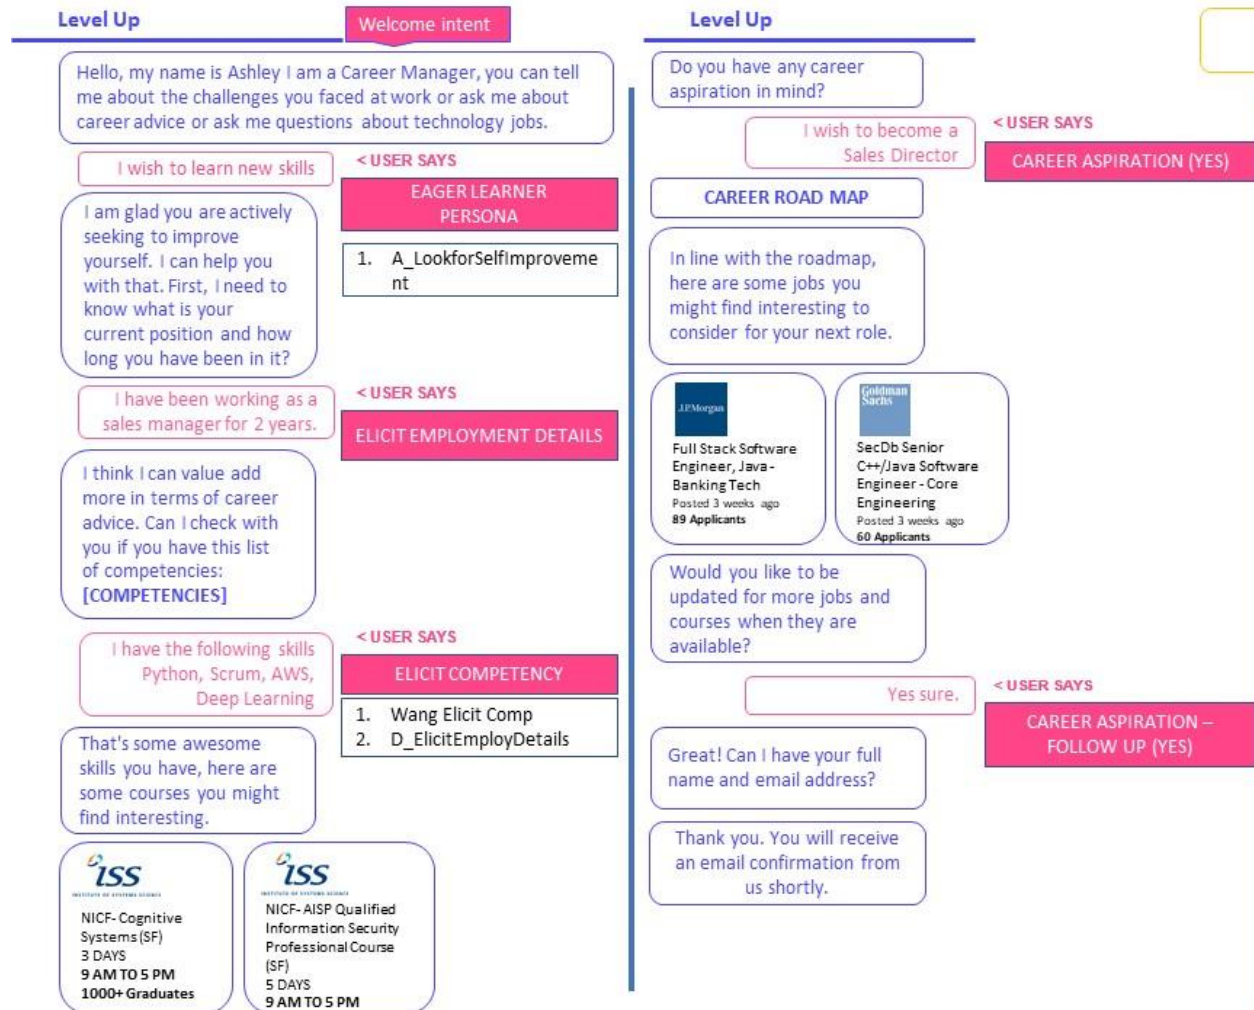 Level Up
Welcome intent
Hello, my name is Ashley I am a Career Manager, you can tell
me about the challenges you faced at work or ask me about
career advice or ask me questions about technology jobs.
I wish to learn new skills
< USER SAYS
EAGER LEARNER
PERSONA
1. A_LookforSelfImproveme
nt
I am glad you are actively
seeking to improve
yourself. I can help you
with that. First, I need to
know what is your
current position and how
long you have been in it?
I have been working as a
sales manager for 2 years.
< USER SAYS
ELICIT EMPLOYMENT DETAILS
I think I can value add
more in terms of career
advice. Can I check with
you if you have this list
of competencies:
[COMPETENCIES]
I have the following skills
Python, Scrum, AWS,
Deep Learning
< USER SAYS
ELICIT COMPETENCY
1. Wang Elicit Comp
2. D_ElicitEmployDetails
That's some awesome
skills you have, here are
some courses you might
find interesting.
iss
INSTITUTE OF SYSTEMS SCIENCE
NICF- Cognitive
Systems (SF)
3 DAYS
9 AM TO 5 PM
1000+ Graduates
iss
INSTITUTE OF SYSTEMS SCIENCE
NICF- AISP Qualified
Information Security
Professional Course
(SF)
5 DAYS
9 AM TO 5 PM
Level Up
Do you have any career
aspiration in mind?
I wish to become a
Sales Director
< USER SAYS
CAREER ASPIRATION (YES)
CAREER ROAD MAP
In line with the roadmap,
here are some jobs you
might find interesting to
consider for your next role.
J.P.Morgan
Full Stack Software
Engineer, Java -
Banking Tech
Posted 3 weeks ago
89 Applicants
Goldman
Sachs
SecDb Senior
C++/Java Software
Engineer - Core
Engineering
Posted 3 weeks ago
60 Applicants
Would you like to be
updated for more jobs and
courses when they are
available?
Yes sure.
< USER SAYS
CAREER ASPIRATION –
FOLLOW UP (YES)
Great! Can I have your full
name and email address?
Thank you. You will receive
an email confirmation from
us shortly.